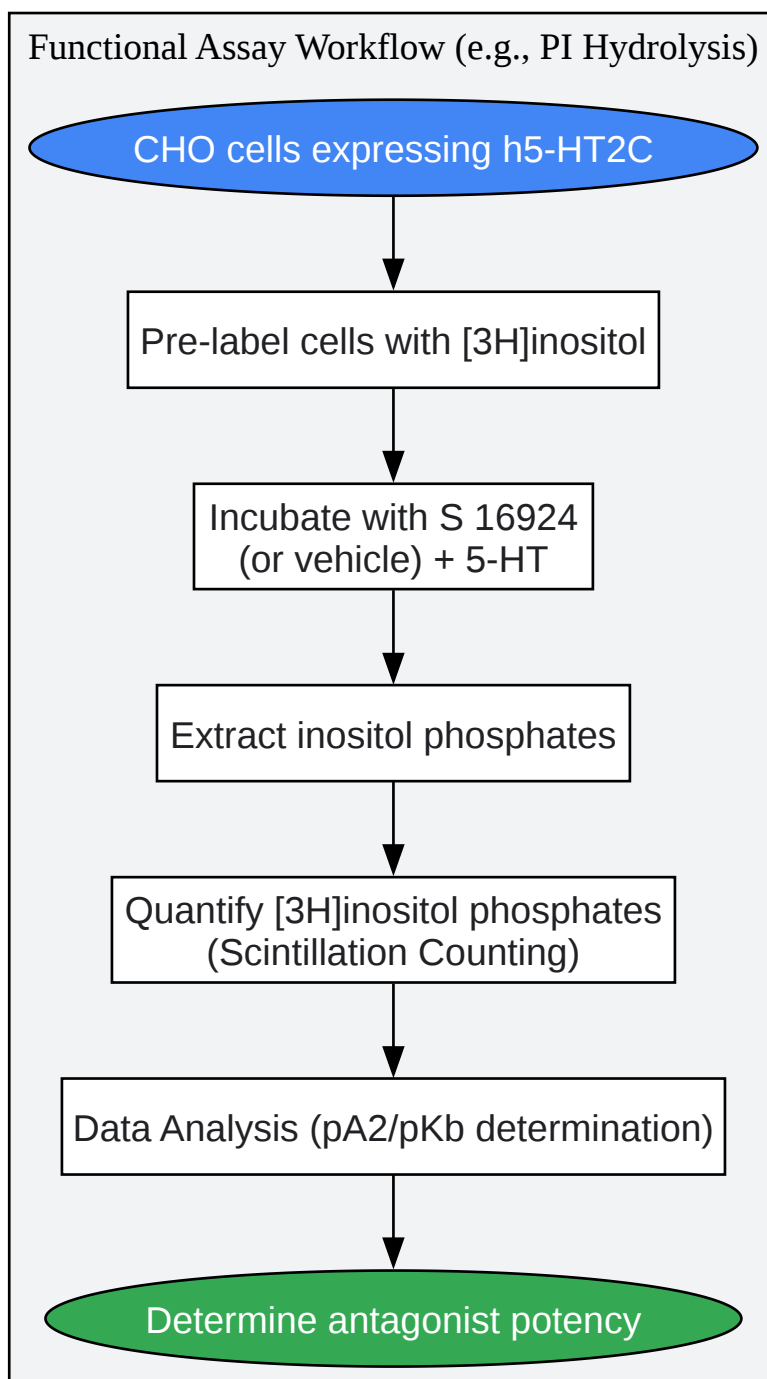 Functional Assay Workflow (e.g., PI Hydrolysis)
CHO cells expressing h5-HT2C
Pre-label cells with [3H]inositol
Incubate with S 16924
(or vehicle) + 5-HT
Extract inositol phosphates
Quantify [3H]inositol phosphates
(Scintillation Counting)
Data Analysis (pA2/pKb determination)
Determine antagonist potency